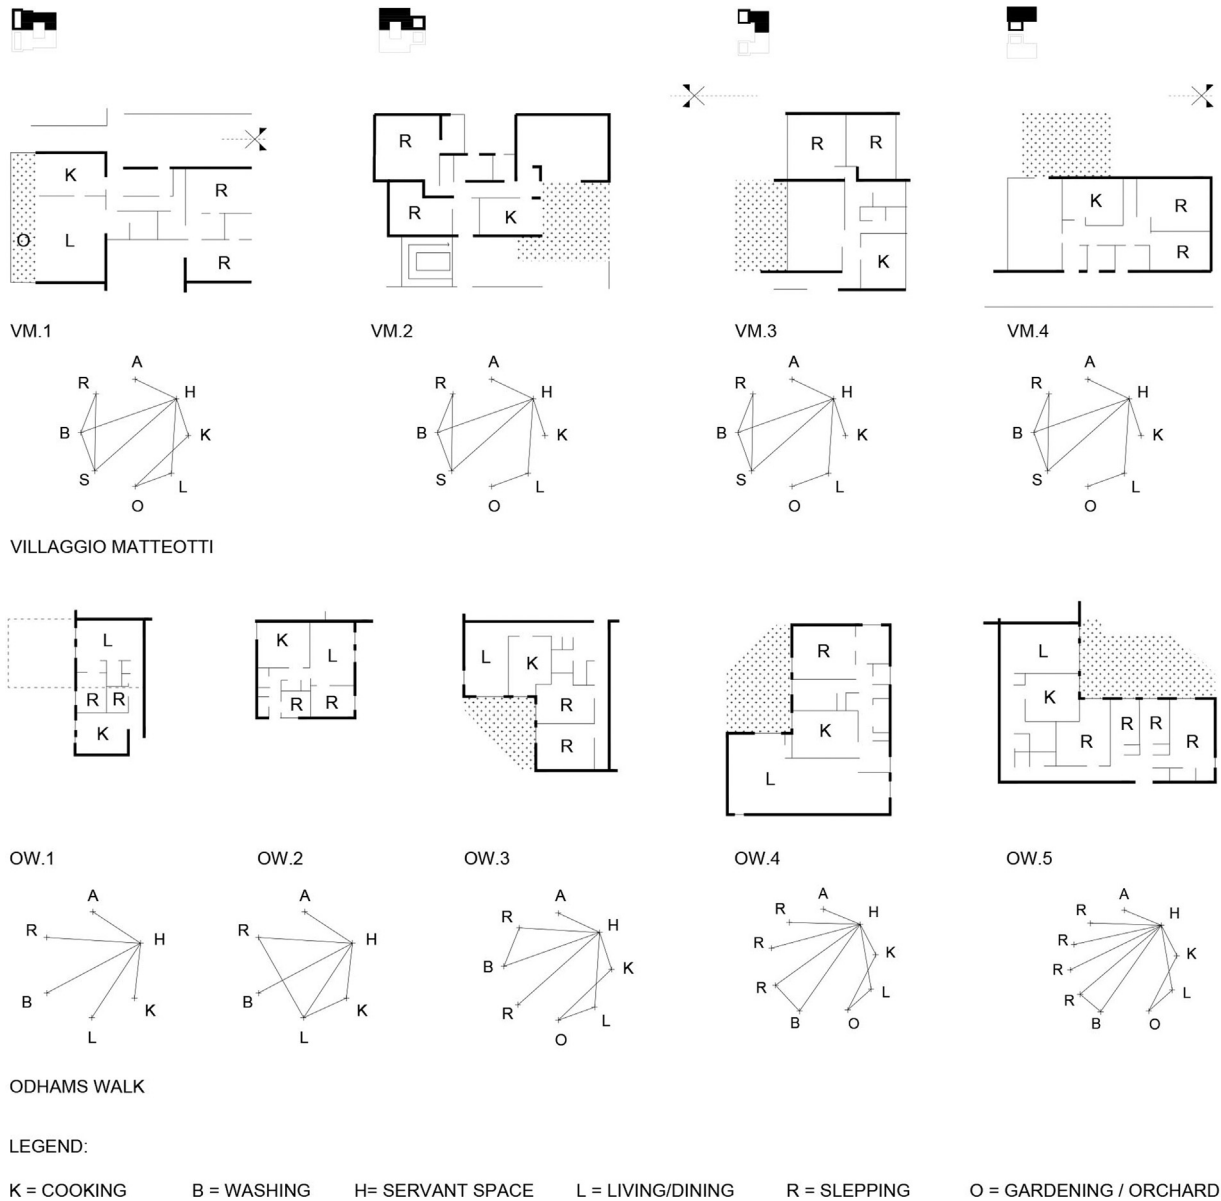 R R R
K R K R
O L R K R
R K
VM.1 VM.2 VM.3 VM.4
A A A A
R H R H R H R H
B K B K B K B K
S L S L S L S L
O O O O
VILLAGGIO MATTEOTTI
L K L L K R L
R R R R R K K
K R R L R R R R
OW.1 OW.2 OW.3 OW.4 OW.5
A A A A A
R H R H R H R H R H
B K B K B K R K R K
L L R L R L R L
O B O R
B O
ODHAMS WALK
LEGEND:
K = COOKING B = WASHING H= SERVANT SPACE L = LIVING/DINING R = SLEPPING O = GARDENING / ORCHARD